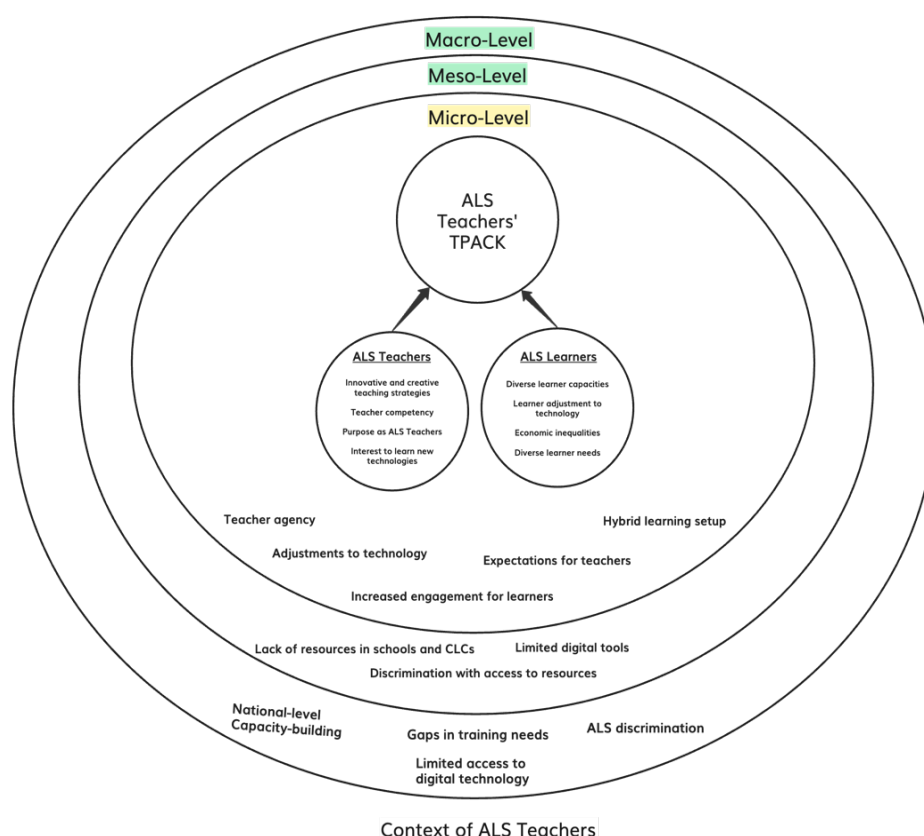 Macro-Level
Meso-Level
Micro-Level
ALS
Teachers'
TPACK
ALS Teachers
Innovative and creative
teaching strategies
Teacher competency
Purpose as ALS Teachers
Interest to learn new
technologies
ALS Learners
Diverse learner capacities
Learner adjustment to
technology
Economic inequalities
Diverse learner needs
Teacher agency
Hybrid learning setup
Adjustments to technology
Expectations for teachers
Increased engagement for learners
Lack of resources in schools and CLCs
Limited digital tools
Discrimination with access to resources
National-level
Capacity-building
Gaps in training needs
ALS discrimination
Limited access to
digital technology
Context of ALS Teachers